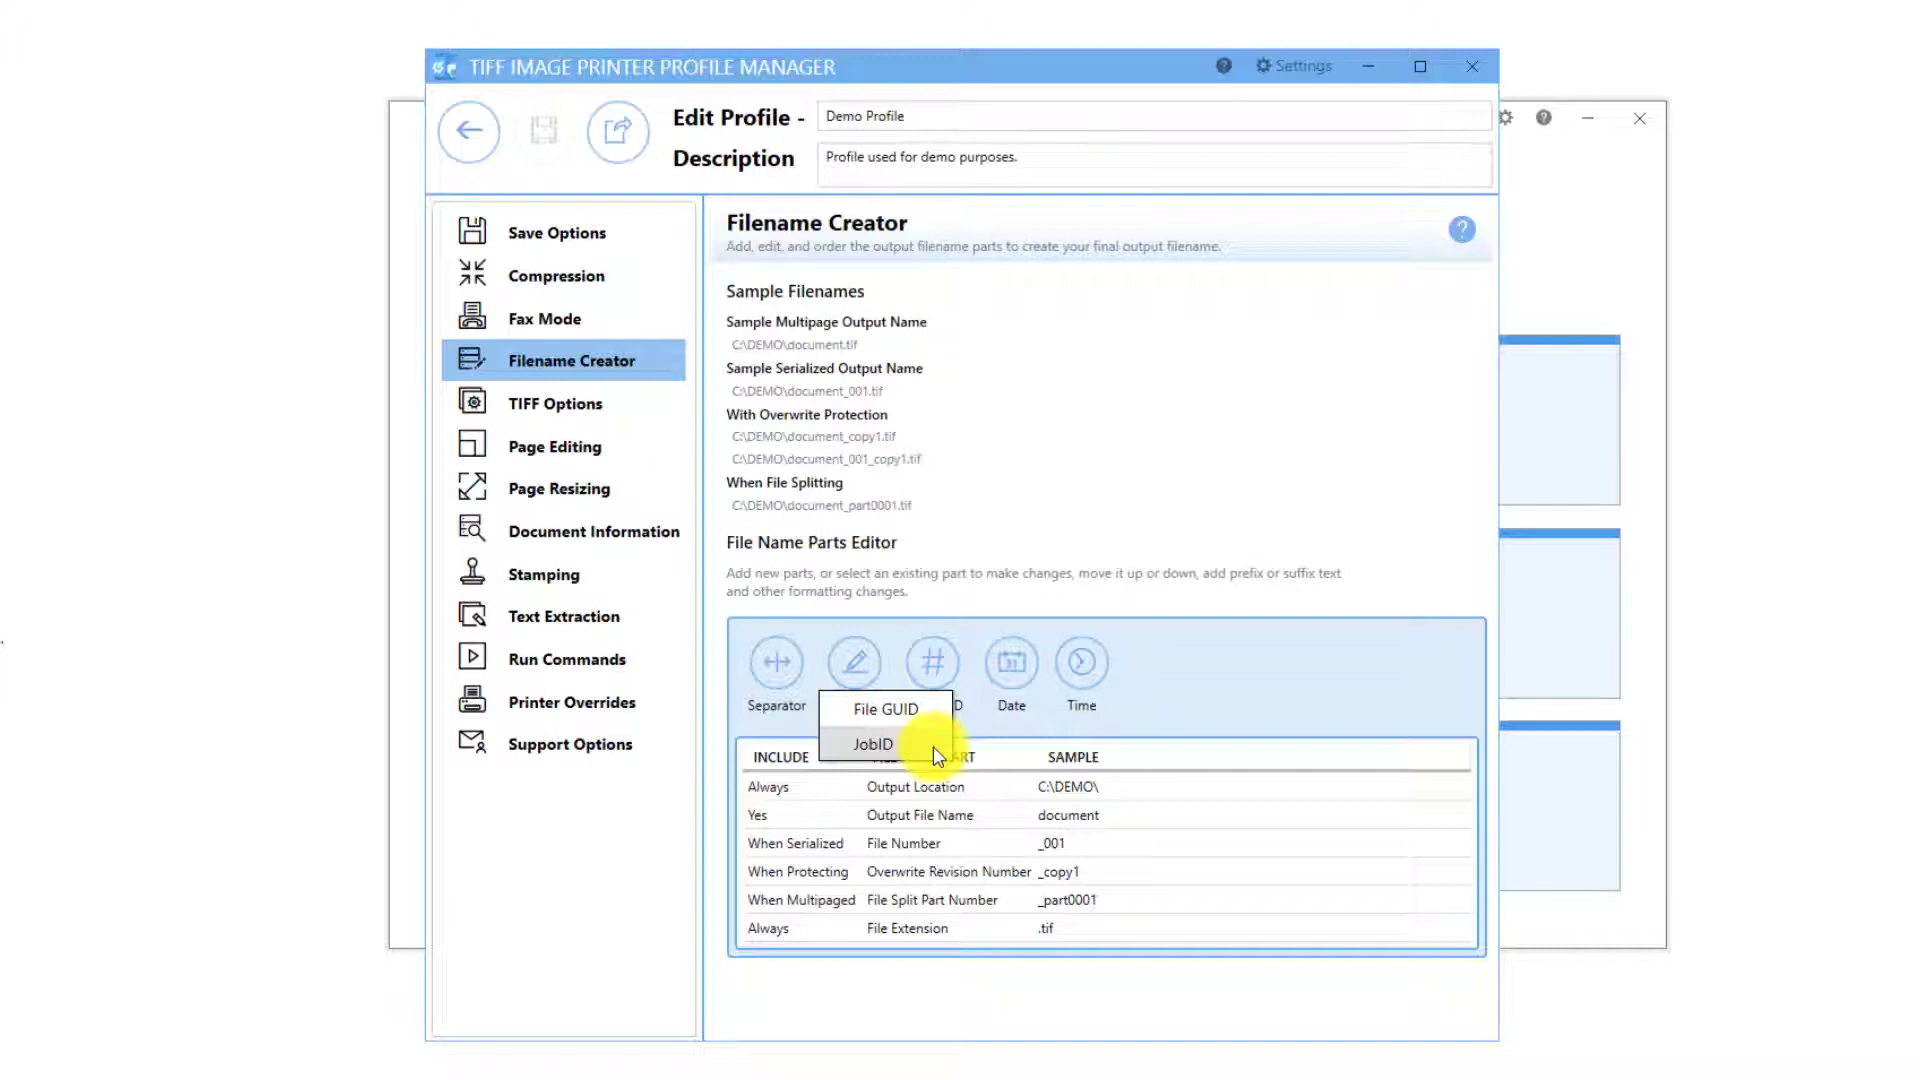 TIFF IMAGE PRINTER PROFILE MANAGER
Settings
Edit Profile -
Demo Profile
Description
Profile used for demo purposes.
Save Options
Compression
Fax Mode
Filename Creator
TIFF Options
Page Editing
Page Resizing
Document Information
Stamping
Text Extraction
Run Commands
Printer Overrides
Support Options
Filename Creator
Add, edit, and order the output filename parts to create your final output filename.
Sample Filenames
Sample Multipage Output Name
C:\DEMO\document.tif
Sample Serialized Output Name
C:\DEMO\document_001.tif
With Overwrite Protection
C:\DEMO\document_copy1.tif
C:\DEMO\document_001_copy1.tif
When File Splitting
C:\DEMO\document_part0001.tif
File Name Parts Editor
Add new parts, or select an existing part to make changes, move it up or down, add prefix or suffix text
and other formatting changes.
Separator
D
Date
Time
File GUID
JobID
INCLUDE ART SAMPLE
Always Output Location C:\DEMO\
Yes Output File Name document
When Serialized File Number _001
When Protecting Overwrite Revision Number _copy1
When Multipaged File Split Part Number _part0001
Always File Extension .tif